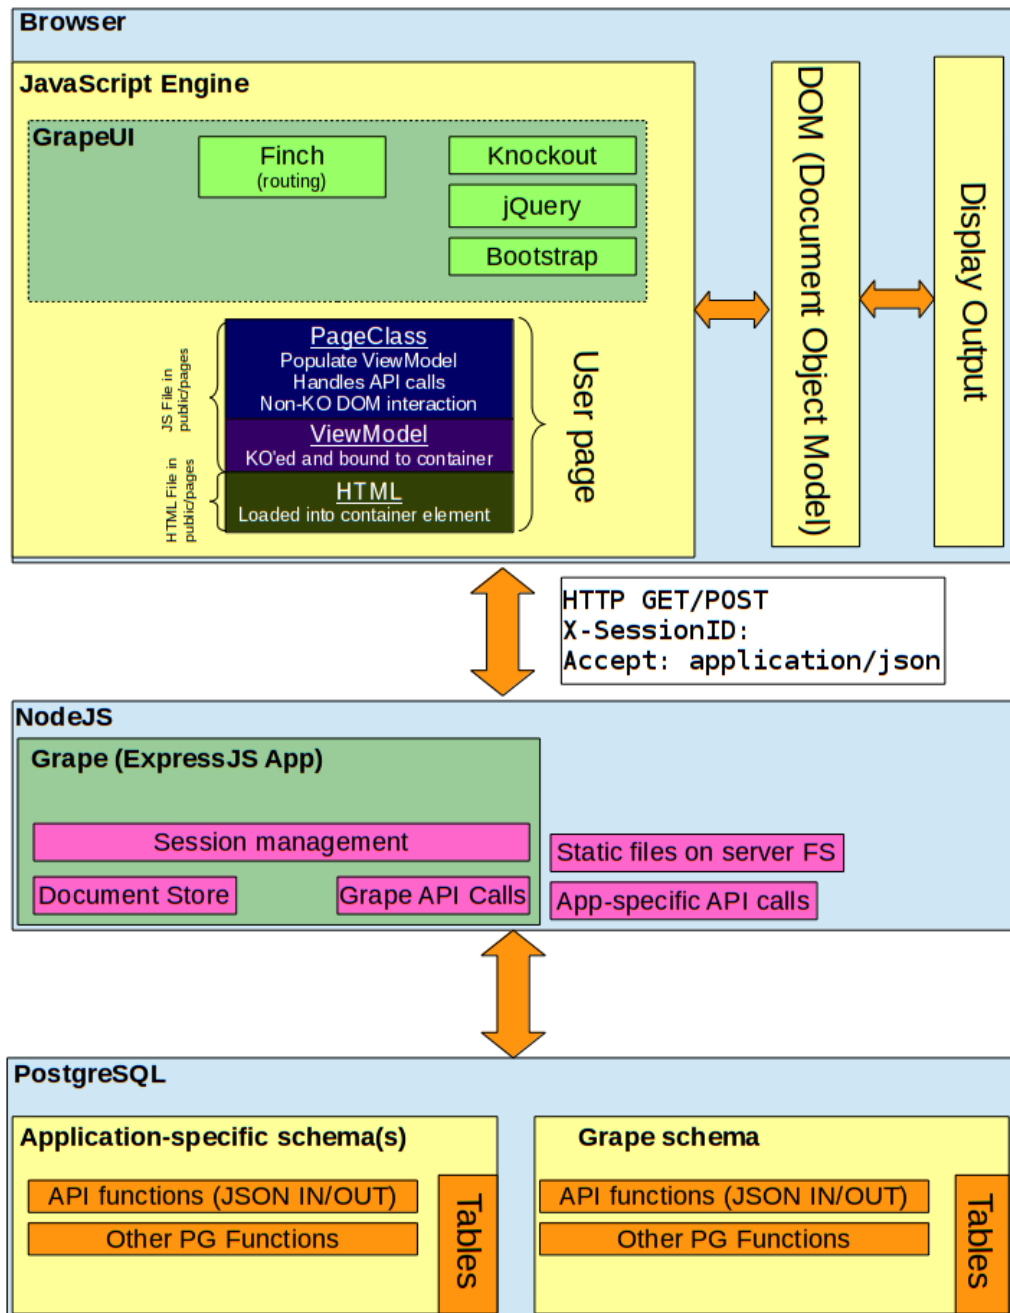 Browser
JavaScript Engine
GrapeUI
Finch
(routing)
Knockout
jQuery
Bootstrap
PageClass
Populate ViewModel
Handles API calls
Non-KO DOM interaction
ViewModel
KO'ed and bound to container
HTML
Loaded into container element
JS File in
public/pages
HTML File in
public/pages
User page
DOM (Document Object Model)
Display Output
HTTP GET/POST
X-SessionID:
Accept: application/json
NodeJS
Grape (ExpressJS App)
Session management
Document Store
Grape API Calls
Static files on server FS
App-specific API calls
PostgreSQL
Application-specific schema(s)
API functions (JSON IN/OUT)
Other PG Functions
Tables
Grape schema
API functions (JSON IN/OUT)
Other PG Functions
Tables